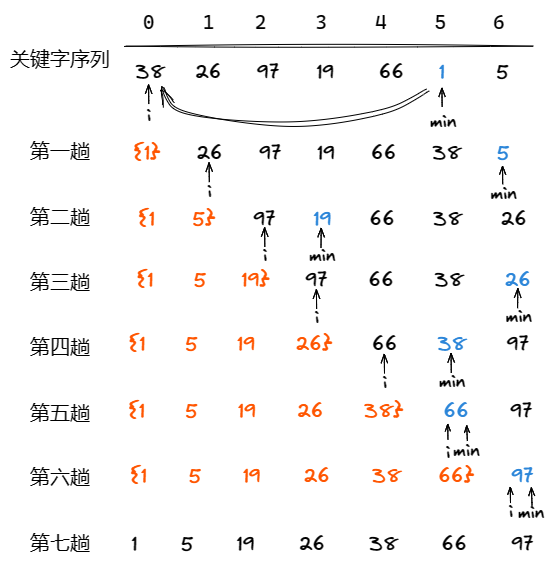 0 1 2 3 4 5 6
关键字序列 38 26 97 19 66 1 5
i min
第一趟 {1} 26 97 19 66 38 5
i min
第二趟 {1 5} 97 19 66 38 26
i min
第三趟 {1 5 19} 97 66 38 26
i min
第四趟 {1 5 19 26} 66 38 97
i min
第五趟 {1 5 19 26 38} 66 97
i min
第六趟 {1 5 19 26 38 66} 97
i min
第七趟 1 5 19 26 38 66 97